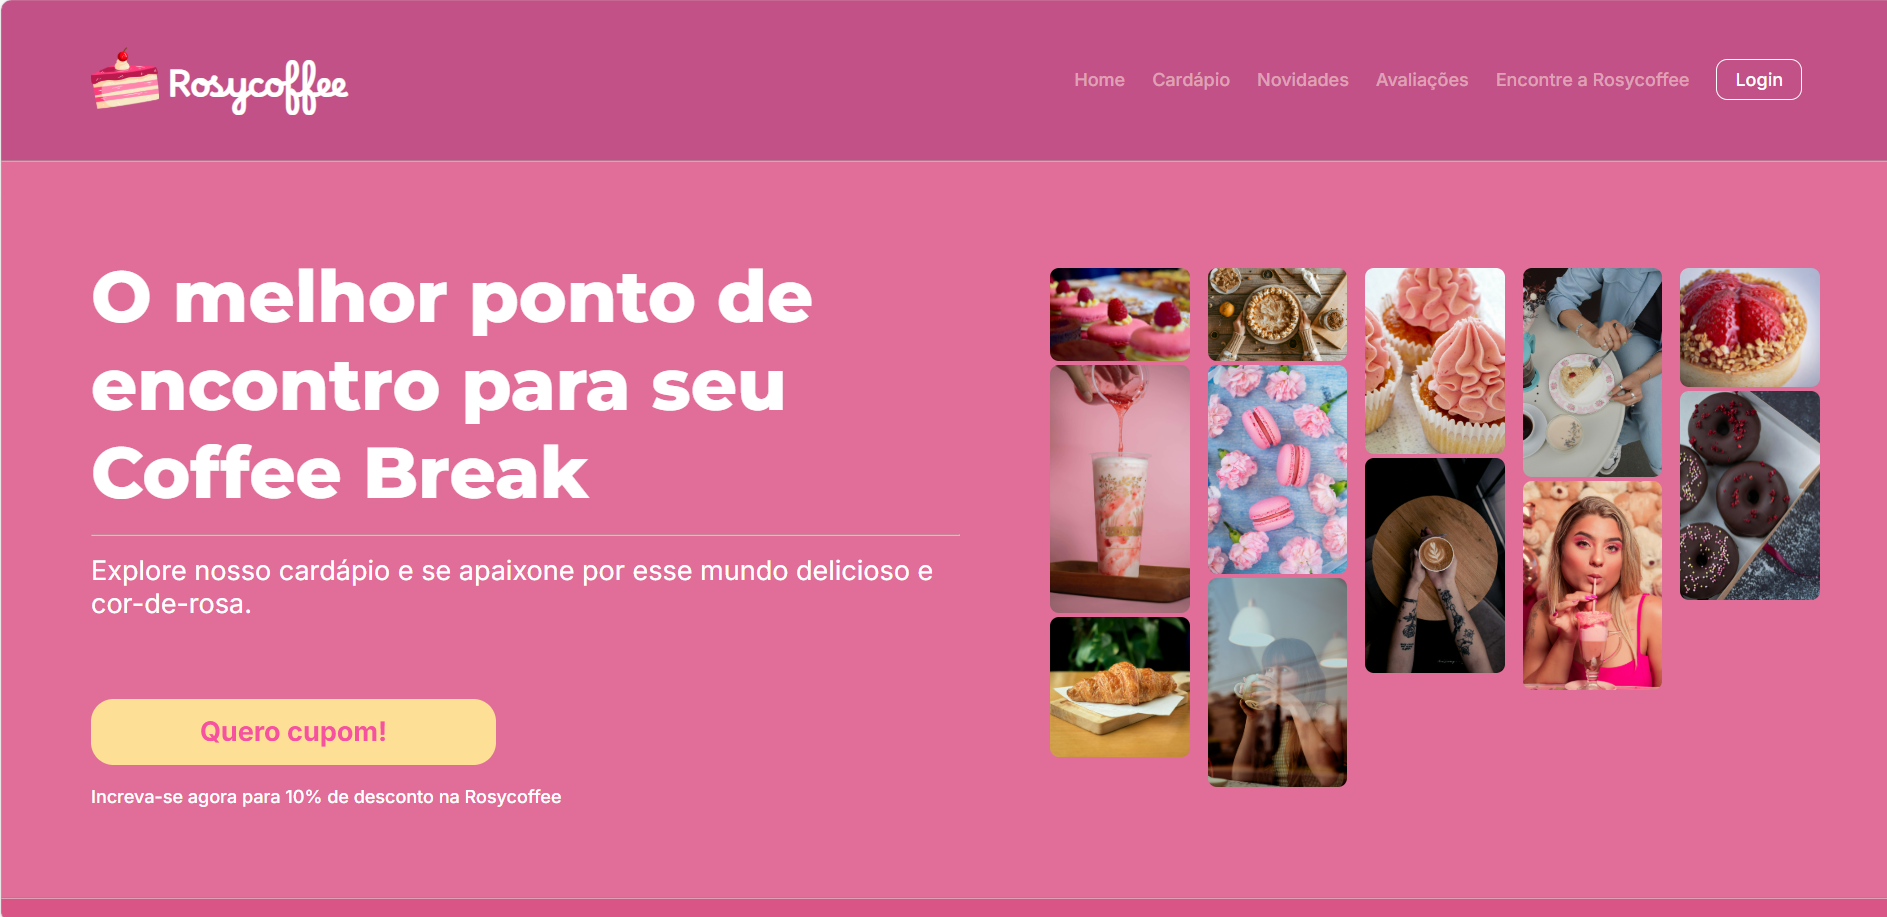 Rosycoffee
Home Cardápio Novidades Avaliações Encontre a Rosycoffee Login
O melhor ponto de
encontro para seu
Coffee Break
Explore nosso cardápio e se apaixone por esse mundo delicioso e
cor-de-rosa.
Quero cupom!
Increva-se agora para 10% de desconto na Rosycoffee